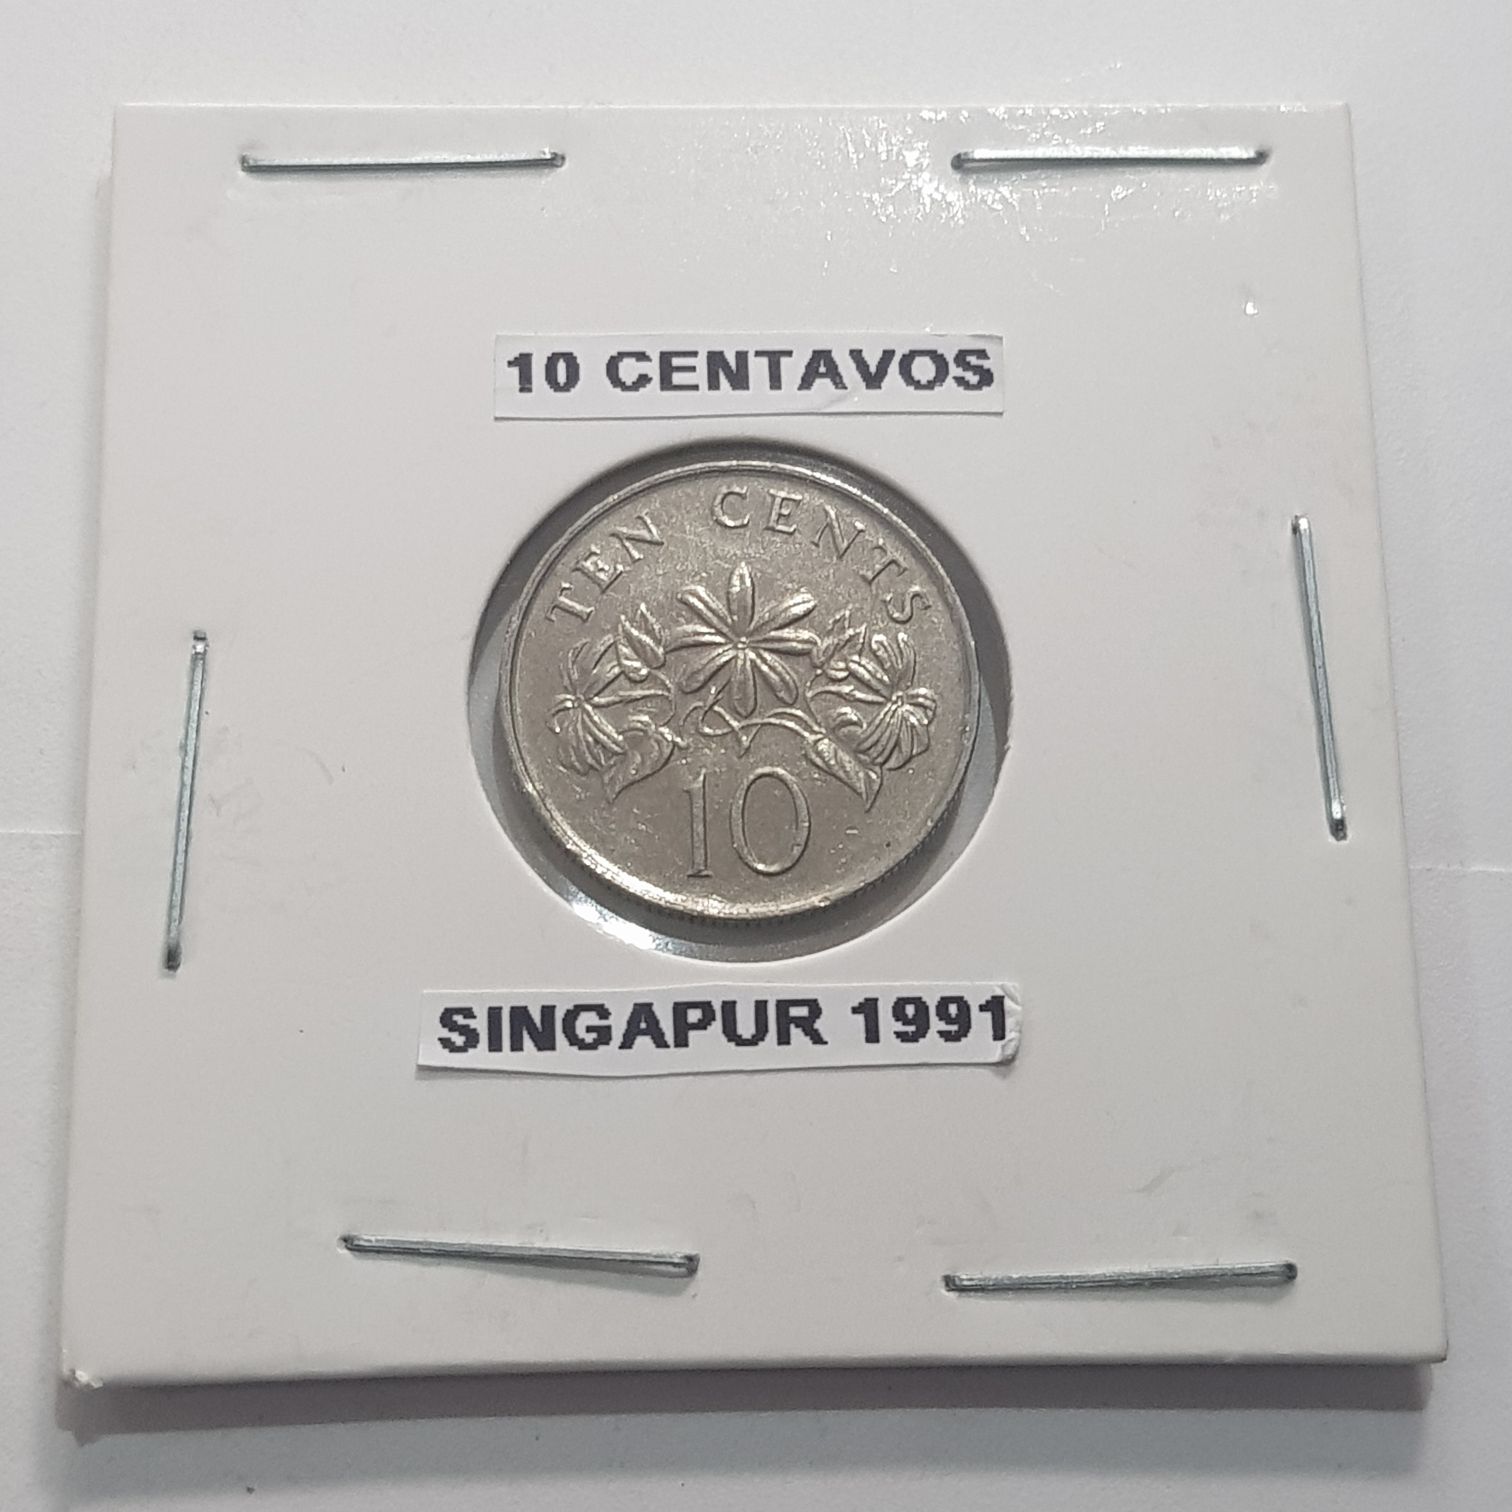 10 CENTAVOS
TEN CENTS
10
SINGAPUR 1991